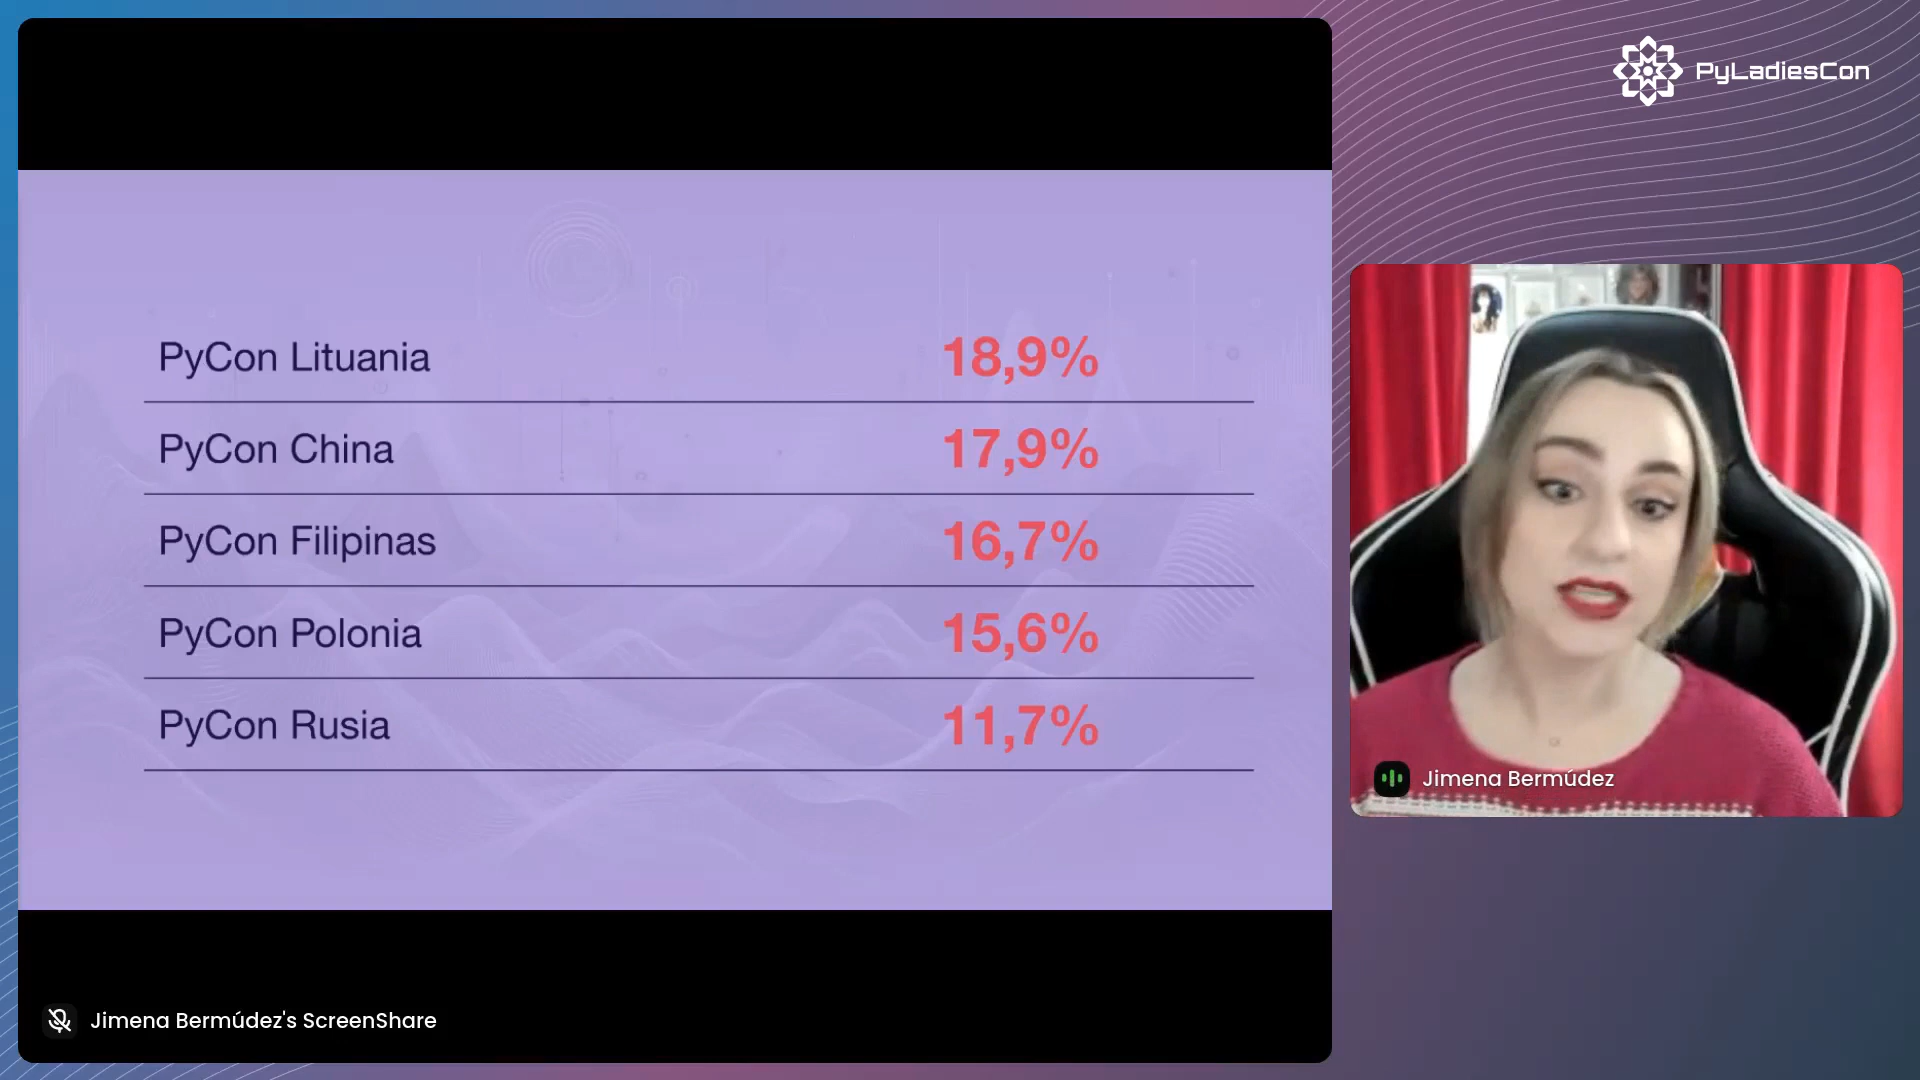 PyLadiesCon
PyCon Lituania 18,9%
PyCon China 17,9%
PyCon Filipinas 16,7%
PyCon Polonia 15,6%
PyCon Rusia 11,7%
Jimena Bermúdez
Jimena Bermúdez's ScreenShare